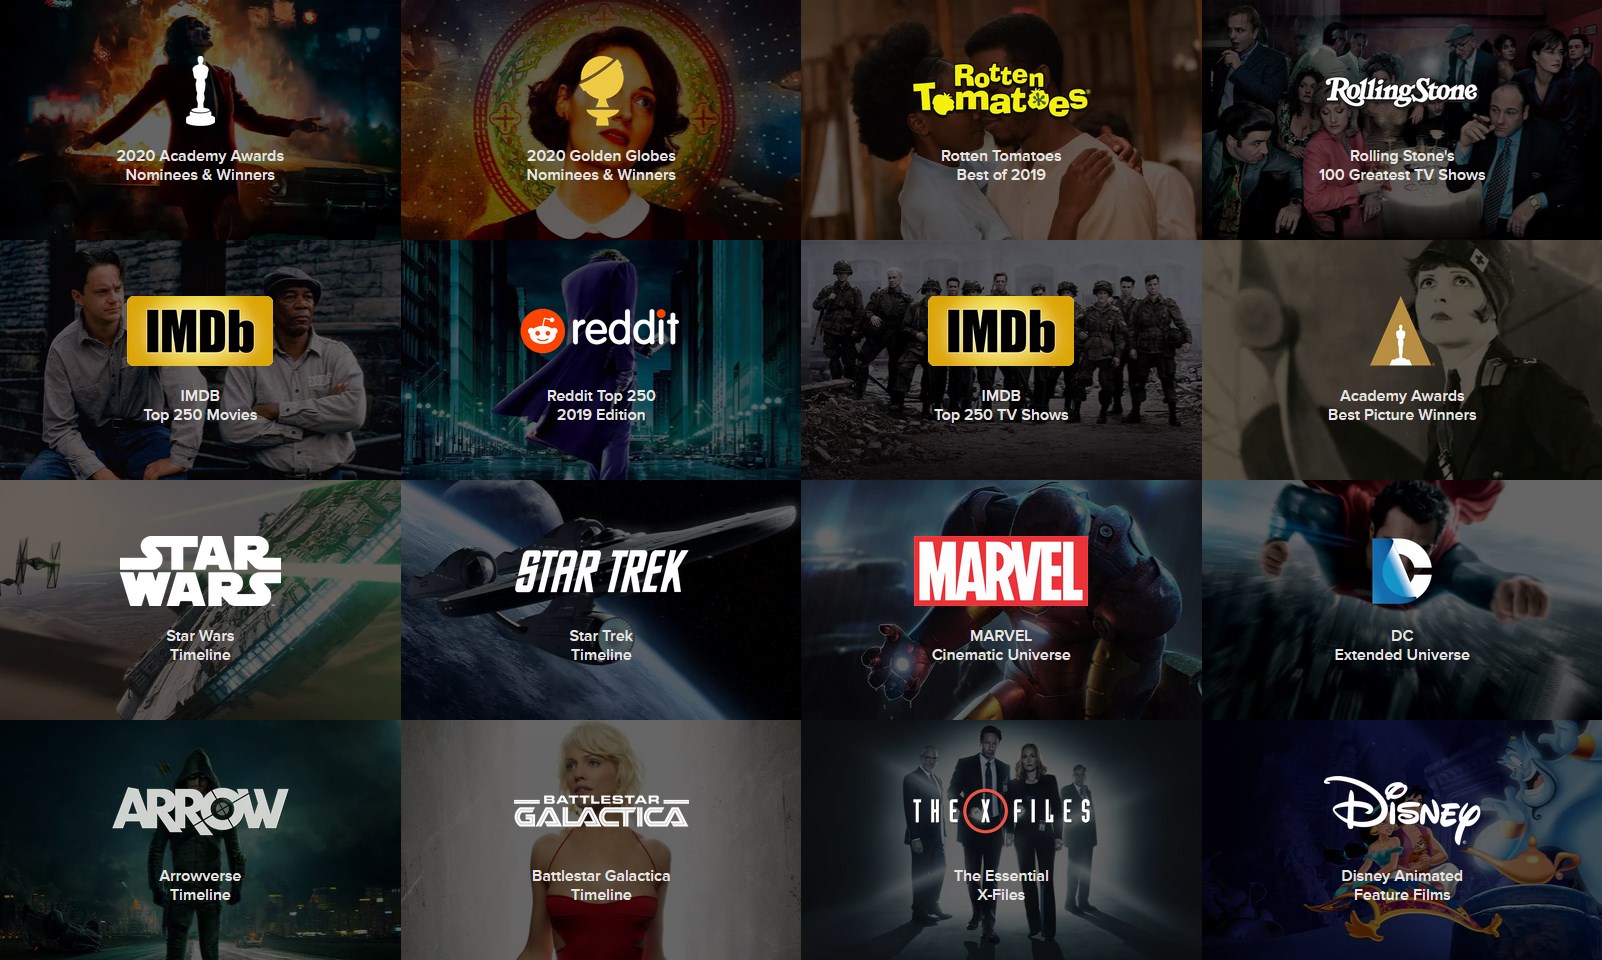 2020 Academy Awards
Nominees & Winners
2020 Golden Globes
Nominees & Winners
Rotten
Tomatoes
Rotten Tomatoes
Best of 2019
RollingStone
Rolling Stone's
100 Greatest TV Shows
IMDb
IMDB
Top 250 Movies
reddit
Reddit Top 250
2019 Edition
IMDb
IMDB
Top 250 TV Shows
Academy Awards
Best Picture Winners
STAR
WARS
Star Wars
Timeline
STAR TREK
Star Trek
Timeline
MARVEL
MARVEL
Cinematic Universe
DC
DC
Extended Universe
ARROW
Arrowverse
Timeline
BATTLESTAR
GALACTICA
Battlestar Galactica
Timeline
THE X FILES
The Essential
X-Files
Disney
Disney Animated
Feature Films